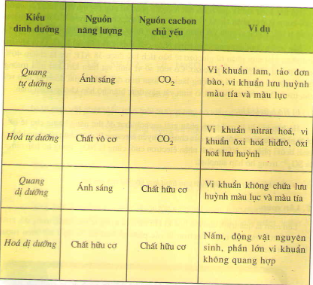 Kiểu
dinh dưỡng
Nguồn
năng lượng
Nguồn cacbon
chủ yếu
Ví dụ
Quang
tự dưỡng
Ánh sáng
CO₂
Vi khuẩn lam, tảo đơn
bào, vi khuẩn lưu huỳnh
màu tía và màu lục
Hoá tự dưỡng
Chất vô cơ
CO₂
Vi khuẩn nitrat hoá, vi
khuẩn ôxi hoá hiđrô, ôxi
hoá lưu huỳnh
Quang
dị dưỡng
Ánh sáng
Chất hữu cơ
Vi khuẩn không chứa lưu
huỳnh màu lục và màu tía
Hoá dị dưỡng
Chất hữu cơ
Chất hữu cơ
Nấm, động vật nguyên
sinh, phần lớn vi khuẩn
không quang hợp